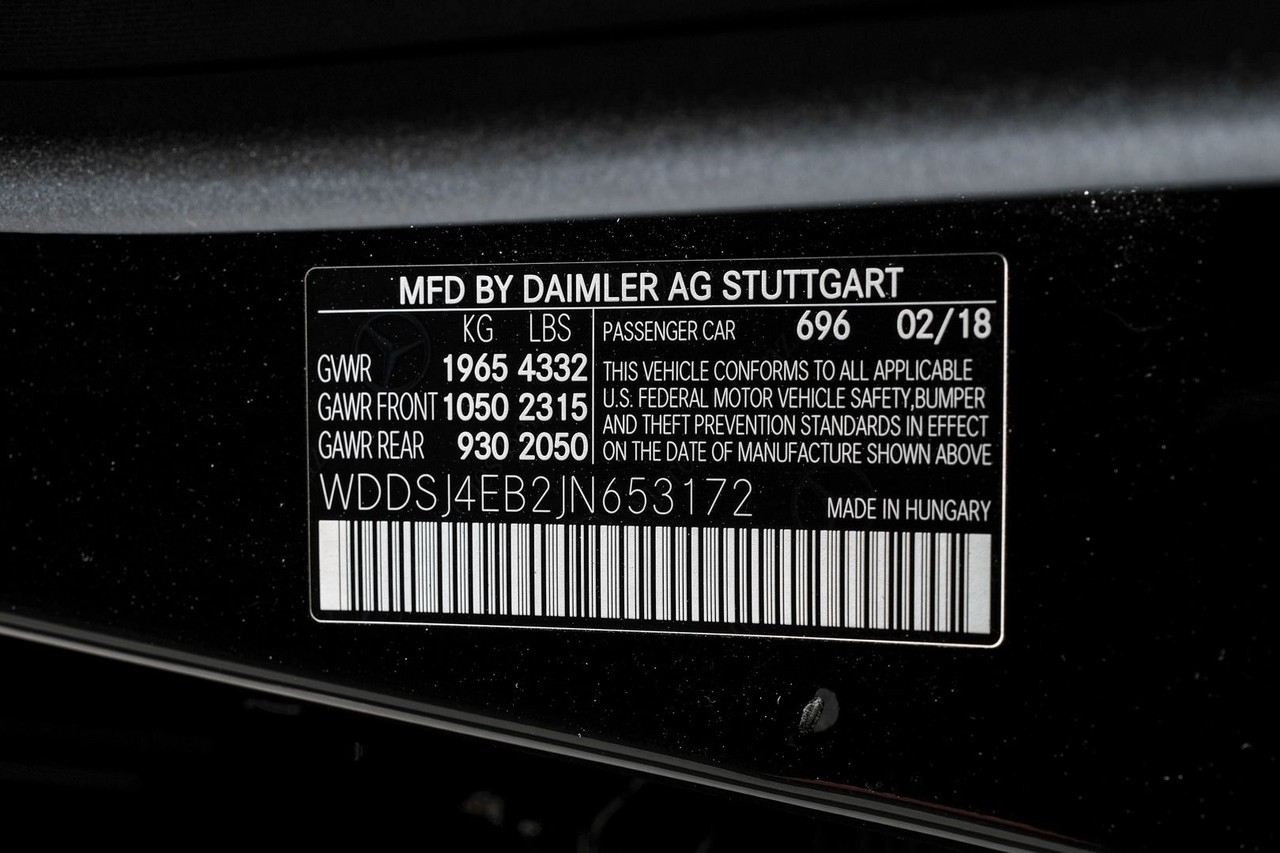 MFD BY DAIMLER AG STUTTGART
KG LBS
GVWR 1965 4332
GAWR FRONT 1050 2315
GAWR REAR 930 2050
PASSENGER CAR 696 02/18
THIS VEHICLE CONFORMS TO ALL APPLICABLE
U.S. FEDERAL MOTOR VEHICLE SAFETY,BUMPER
AND THEFT PREVENTION STANDARDS IN EFFECT
ON THE DATE OF MANUFACTURE SHOWN ABOVE
WDDSJ4EB2JN653172
MADE IN HUNGARY